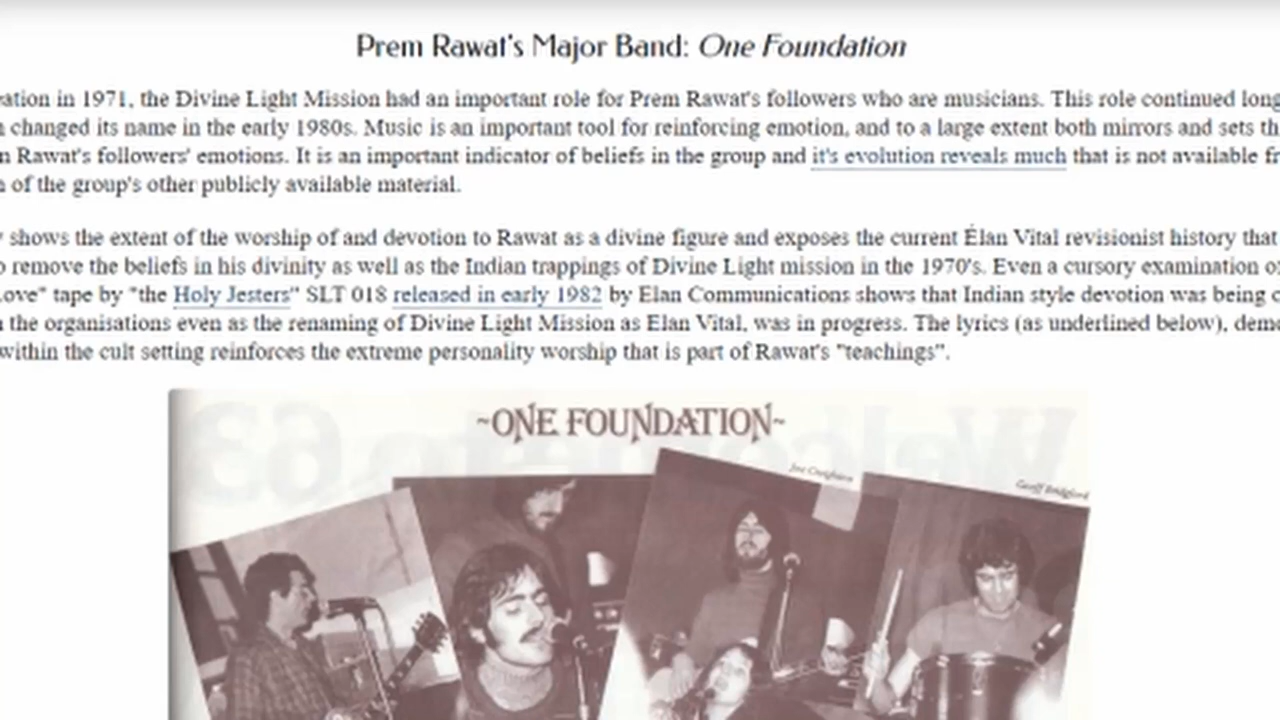 Prem Rawat's Major Band: One Foundation
ation in 1971, the Divine Light Mission had an important role for Prem Rawat's followers who are musicians. This role continued long
changed its name in the early 1980s. Music is an important tool for reinforcing emotion, and to a large extent both mirrors and sets th
n Rawat's followers' emotions. It is an important indicator of beliefs in the group and it's evolution reveals much that is not available fr
of the group's other publicly available material.
shows the extent of the worship of and devotion to Rawat as a divine figure and exposes the current Élan Vital revisionist history that
remove the beliefs in his divinity as well as the Indian trappings of Divine Light mission in the 1970's. Even a cursory examination o
ove" tape by "the Holy Jesters" SLT 018 released in early 1982 by Elan Communications shows that Indian style devotion was being
the organisations even as the renaming of Divine Light Mission as Elan Vital, was in progress. The lyrics (as underlined below), dem
within the cult setting reinforces the extreme personality worship that is part of Rawat's "teachings".
~ONE FOUNDATION~
Joe Creighton
Geoff Bridgford